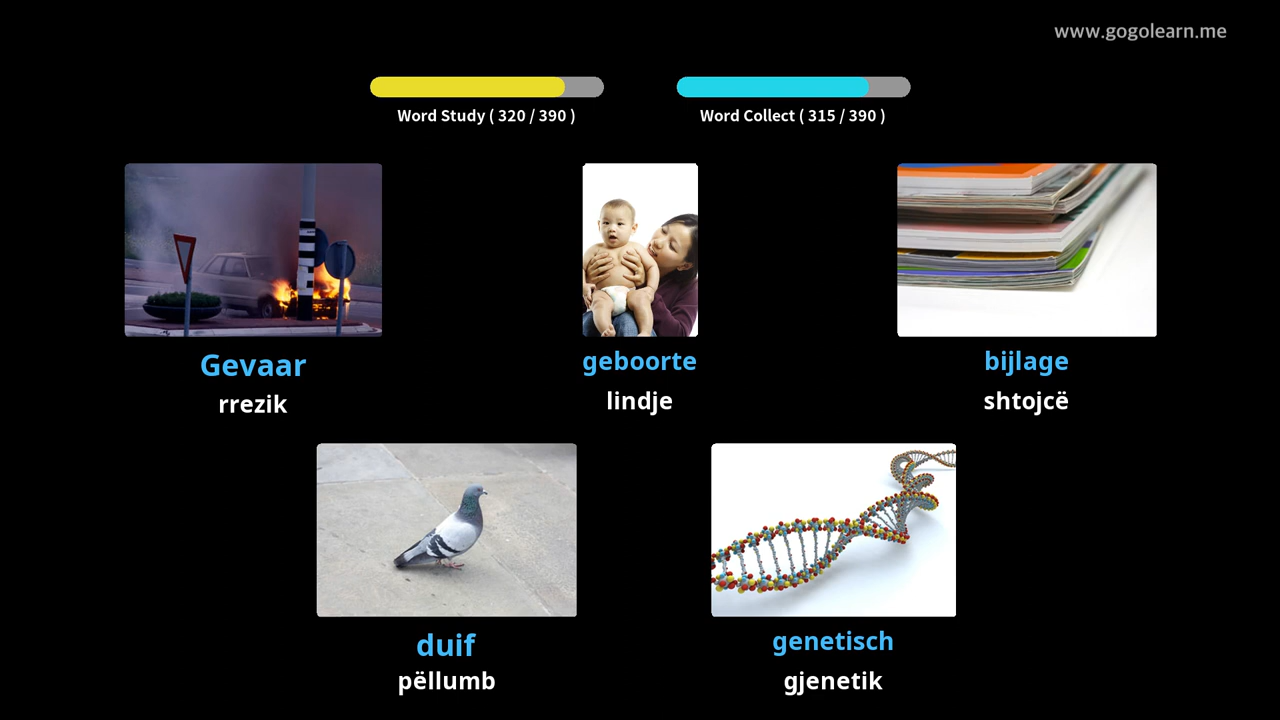 www.gogolearn.me
Word Study ( 320 / 390 )
Word Collect ( 315 / 390 )
Gevaar
rrezik
geboorte
lindje
bijlage
shtojcë
duif
pëllumb
genetisch
gjenetik